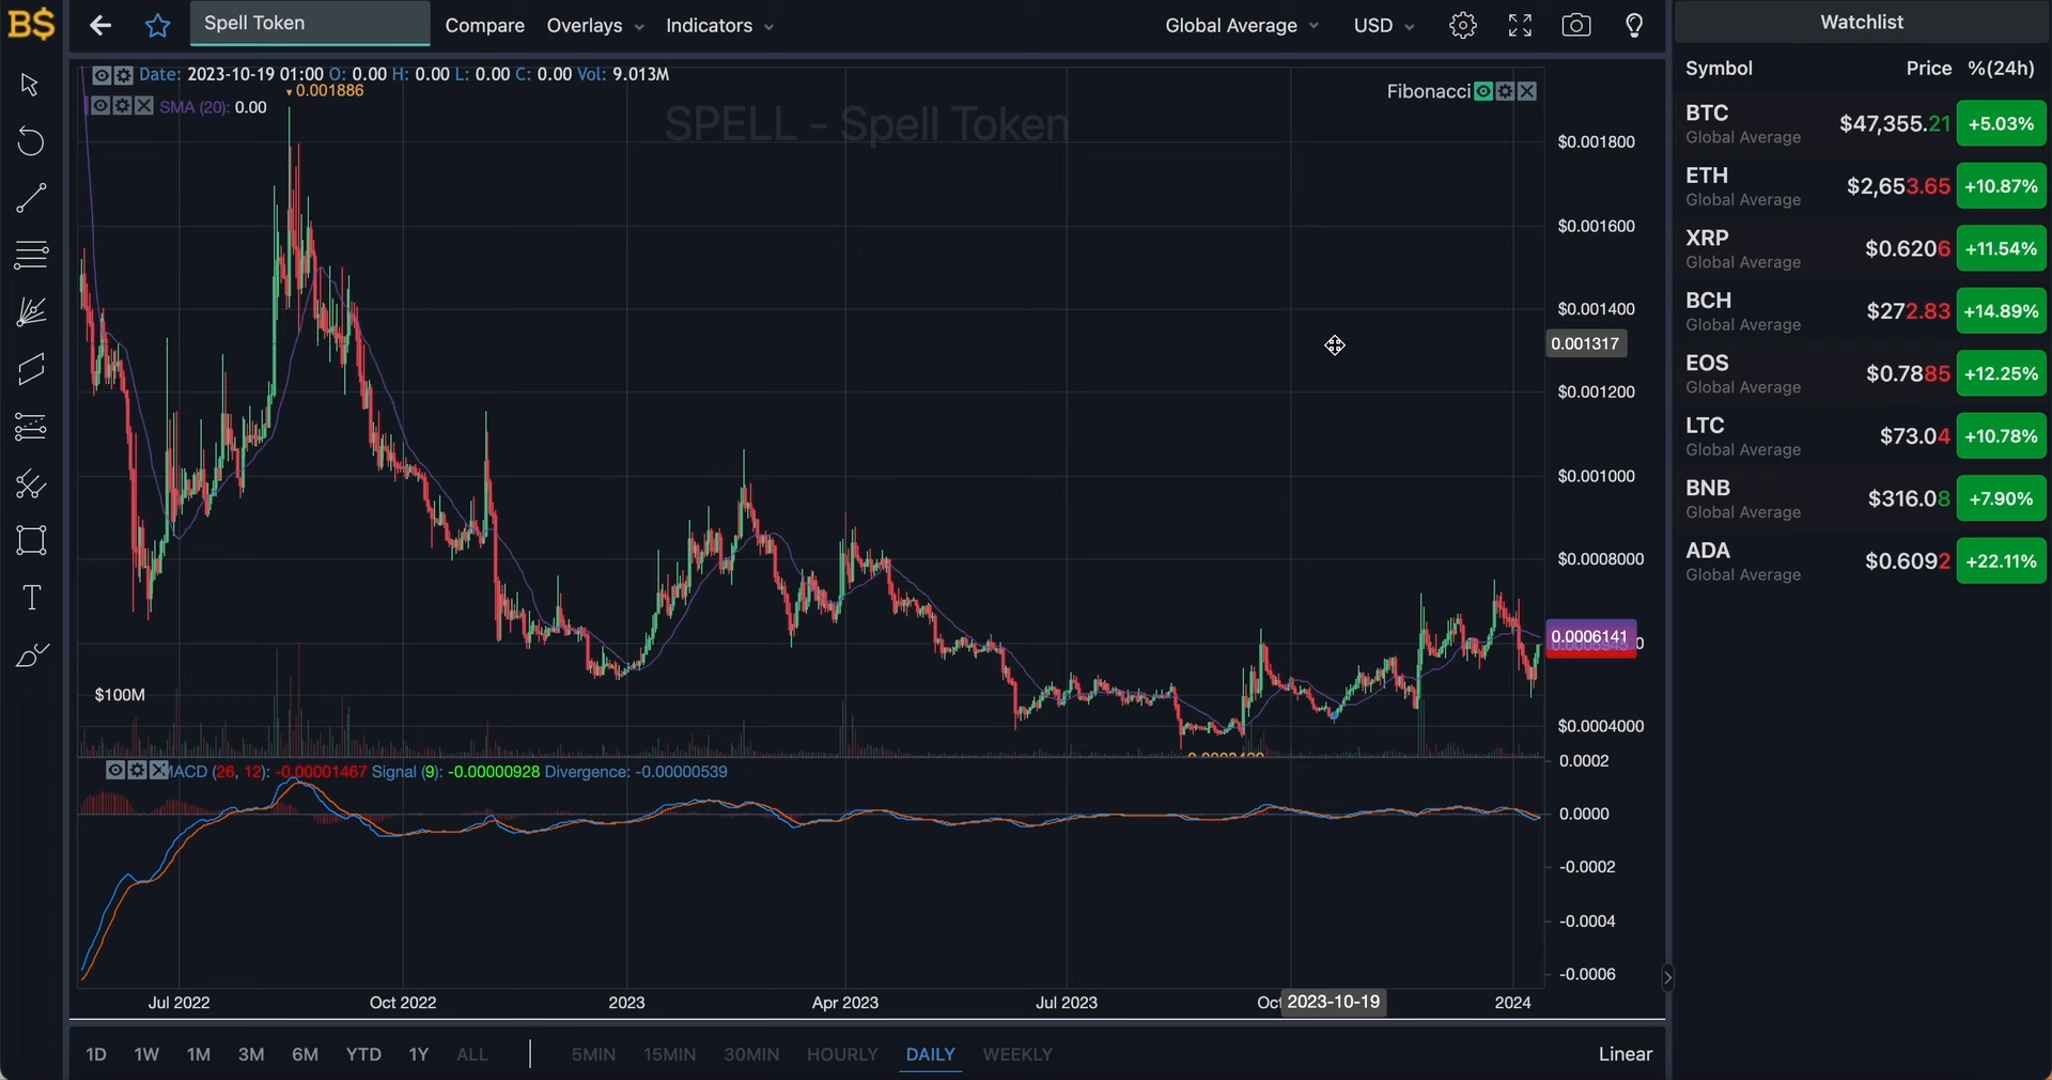 B$
Spell Token
Compare
Overlays
Indicators
Global Average
USD
Watchlist
Date: 2023-10-19 01:00 O: 0.00 H: 0.00 L: 0.00 C: 0.00 Vol: 9.013M
0.001886
SMA (20): 0.00
SPELL - Spell Token
Fibonacci
$0.001800
$0.001600
$0.001400
0.001317
$0.001200
$0.001000
$0.0008000
0.0006141
0
$0.0004000
$100M
MACD (26, 12): -0.00001467 Signal (9): -0.00000928 Divergence: -0.00000539
0.0002
0.0000
-0.0002
-0.0004
-0.0006
Jul 2022
Oct 2022
2023
Apr 2023
Jul 2023
Oct
2023-10-19
2024
1D 1W 1M 3M 6M YTD 1Y ALL
5MIN 15MIN 30MIN HOURLY DAILY WEEKLY
Linear
Symbol Price %(24h)
BTC $47,355.21 +5.03%
Global Average
ETH $2,653.65 +10.87%
Global Average
XRP $0.6206 +11.54%
Global Average
BCH $272.83 +14.89%
Global Average
EOS $0.7885 +12.25%
Global Average
LTC $73.04 +10.78%
Global Average
BNB $316.08 +7.90%
Global Average
ADA $0.6092 +22.11%
Global Average
T